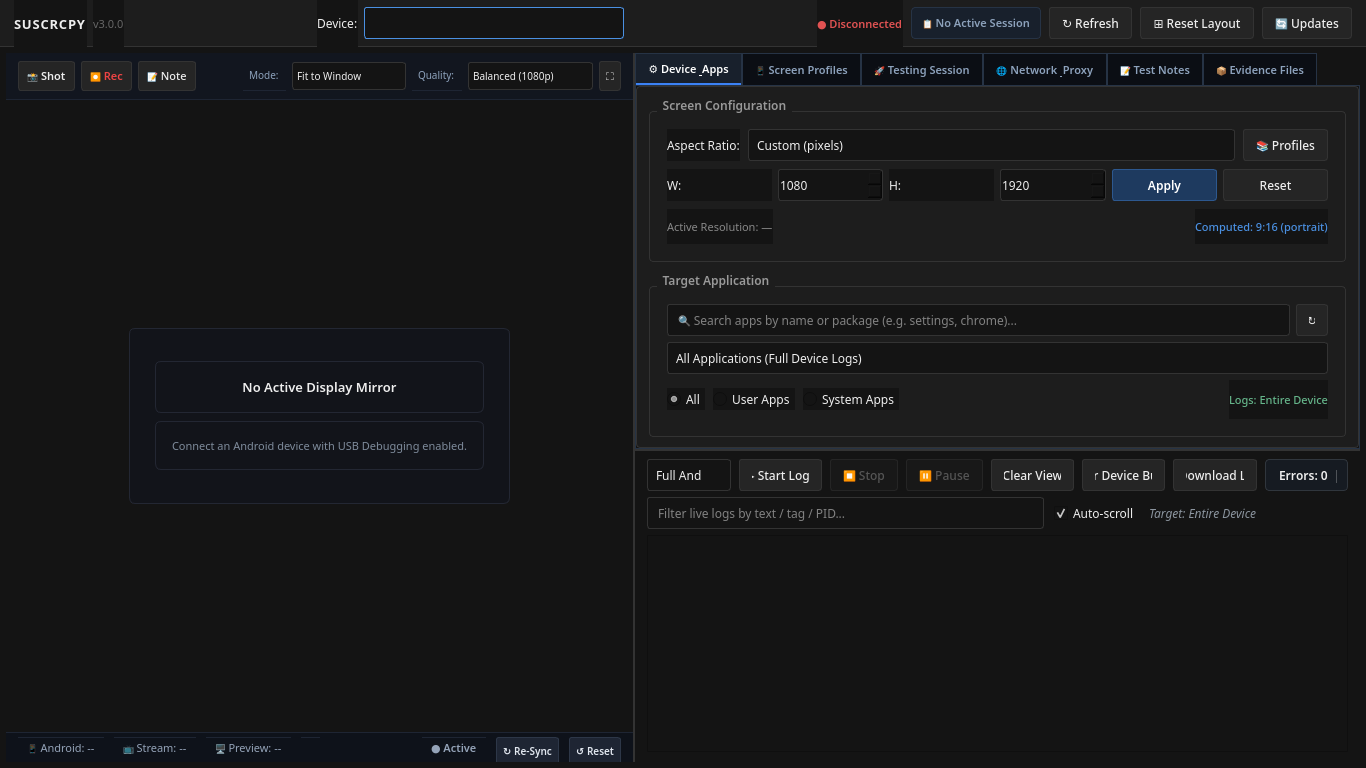 SUSCRCPY v3.0.0 Device: Disconnected No Active Session ↻ Refresh Reset Layout Updates
Shot Rec Note Mode: Fit to Window Quality: Balanced (1080p)
Device _Apps Screen Profiles Testing Session Network _Proxy Test Notes Evidence Files
Screen Configuration
Aspect Ratio: Custom (pixels) Profiles
W: 1080 H: 1920 Apply Reset
Active Resolution: — Computed: 9:16 (portrait)
Target Application
Search apps by name or package (e.g. settings, chrome)...
All Applications (Full Device Logs)
All User Apps System Apps Logs: Entire Device
No Active Display Mirror
Connect an Android device with USB Debugging enabled.
Full And Start Log Stop Pause Clear View r Device Bu ownload L Errors: 0
Filter live logs by text / tag / PID... ✓ Auto-scroll Target: Entire Device
Android: -- Stream: -- Preview: -- Active ↻ Re-Sync ↺ Reset